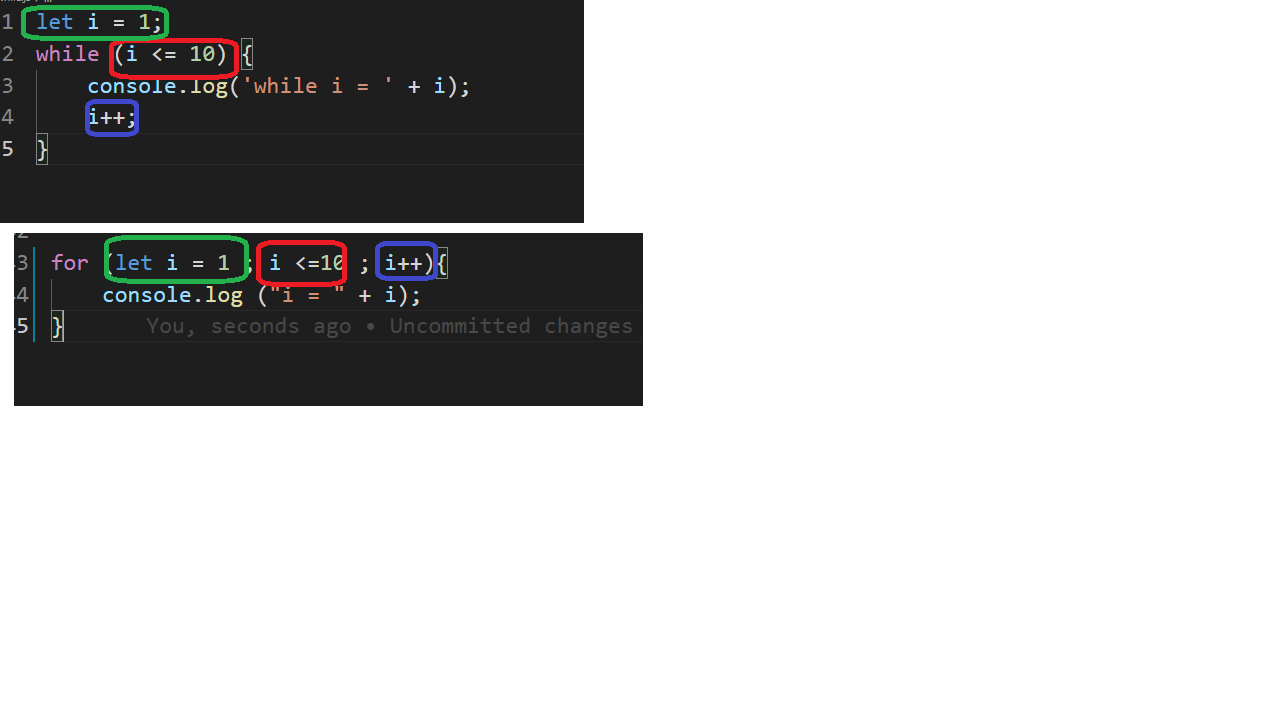 1 let i = 1;
2 while (i <= 10) {
3 console.log('while i = ' + i);
4 i++;
5 }
3 for (let i = 1 ; i <=10 ; i++){
4 console.log ("i = " + i);
5 } You, seconds ago • Uncommitted changes